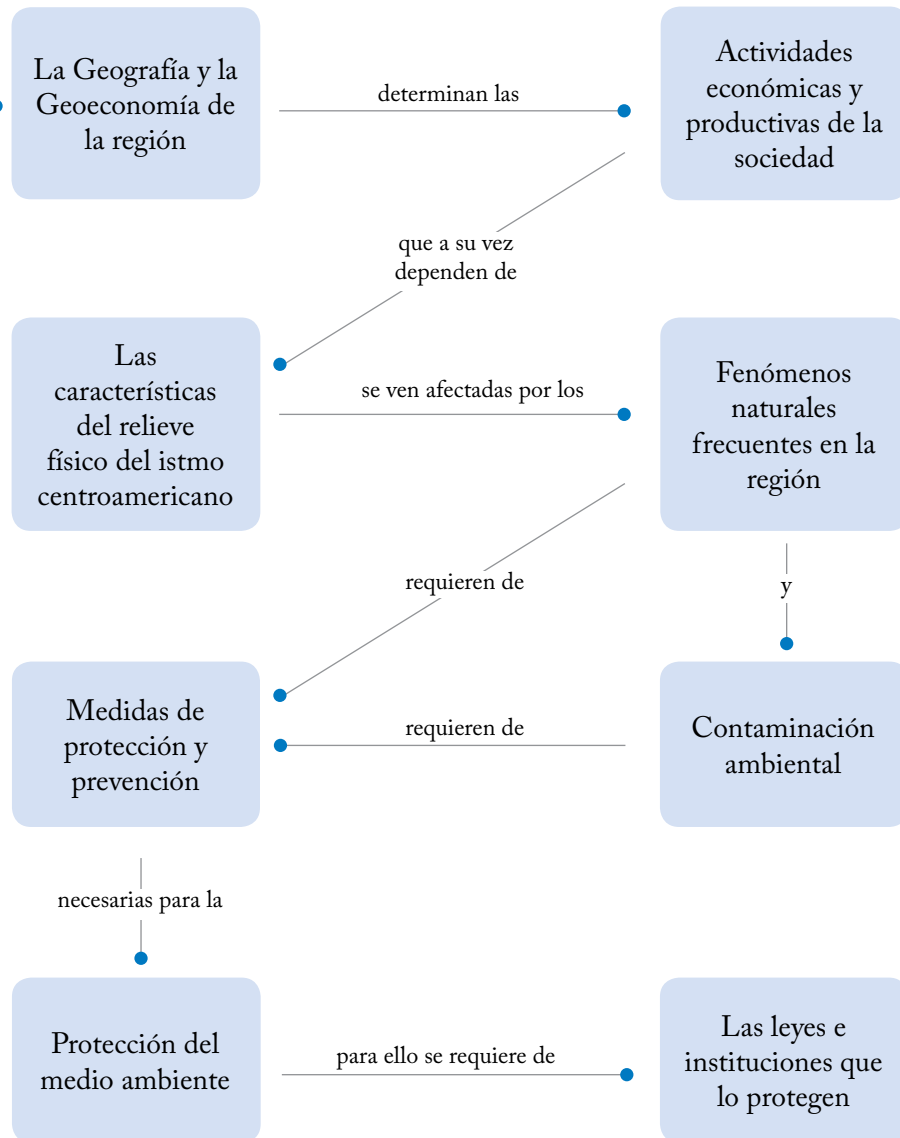 La Geografía y la
Geoeconomía de
la región
determinan las
Actividades
económicas y
productivas de la
sociedad
que a su vez
dependen de
Las
características
del relieve
físico del istmo
centroamericano
se ven afectadas por los
Fenómenos
naturales
frecuentes en la
región
requieren de
y
Medidas de
protección y
prevención
requieren de
Contaminación
ambiental
necesarias para la
Protección del
medio ambiente
para ello se requiere de
Las leyes e
instituciones que
lo protegen